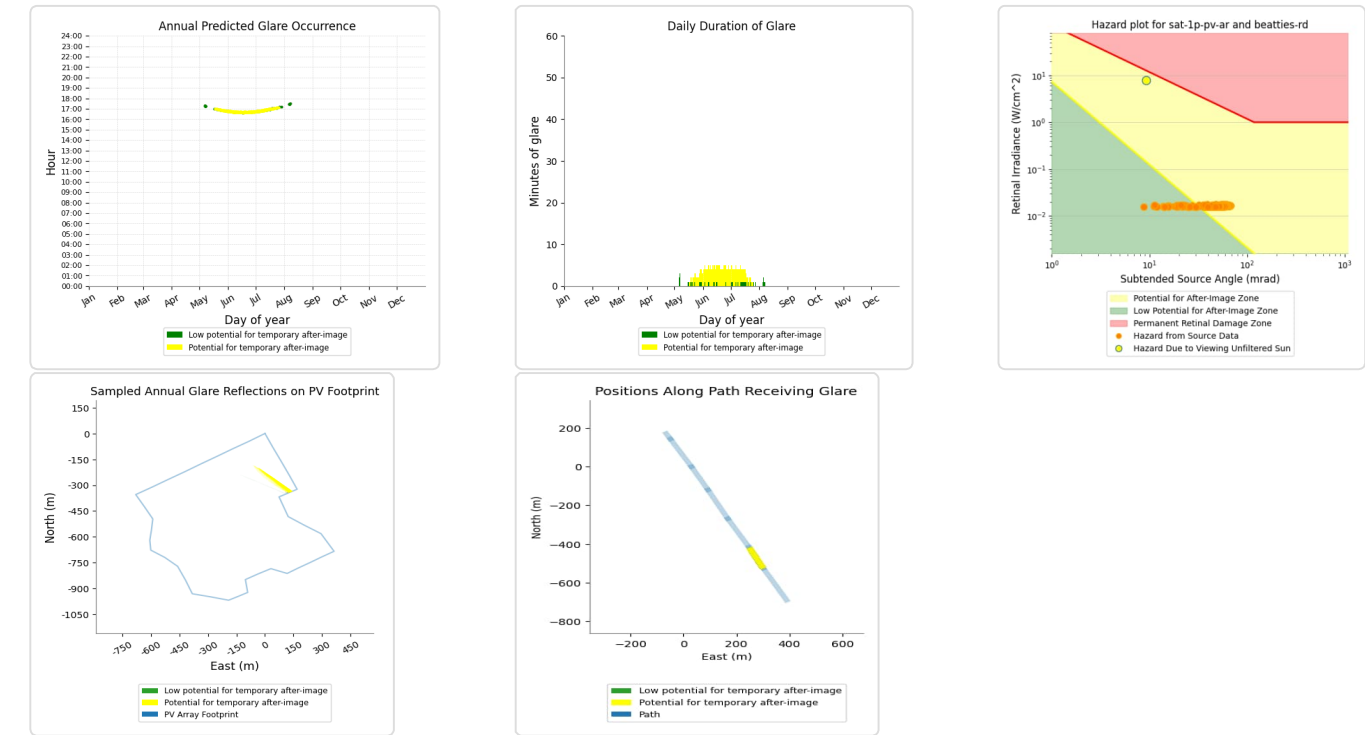 Annual Predicted Glare Occurrence
24:00
23:00
22:00
21:00
20:00
19:00
18:00
17:00
16:00
15:00
14:00
13:00
12:00
11:00
10:00
09:00
08:00
07:00
06:00
05:00
04:00
03:00
02:00
01:00
00:00
Hour
Jan Feb Mar Apr May Jun Jul Aug Sep Oct Nov Dec
Day of year
Low potential for temporary after-image
Potential for temporary after-image
Daily Duration of Glare
60
50
40
30
20
10
0
Minutes of glare
Jan Feb Mar Apr May Jun Jul Aug Sep Oct Nov Dec
Day of year
Low potential for temporary after-image
Potential for temporary after-image
Hazard plot for sat-1p-pv-ar and beatties-rd
10^1
10^0
10^−1
10^−2
Retinal Irradiance (W/cm^2)
10^0 10^1 10^2 10^3
Subtended Source Angle (mrad)
Potential for After-Image Zone
Low Potential for After-Image Zone
Permanent Retinal Damage Zone
Hazard from Source Data
Hazard Due to Viewing Unfiltered Sun
Sampled Annual Glare Reflections on PV Footprint
150
0
-150
-300
-450
-600
-750
-900
-1050
North (m)
-750 -600 -450 -300 -150 0 150 300 450
East (m)
Low potential for temporary after-image
Potential for temporary after-image
PV Array Footprint
Positions Along Path Receiving Glare
200
0
−200
−400
−600
−800
North (m)
−200 0 200 400 600
East (m)
Low potential for temporary after-image
Potential for temporary after-image
Path